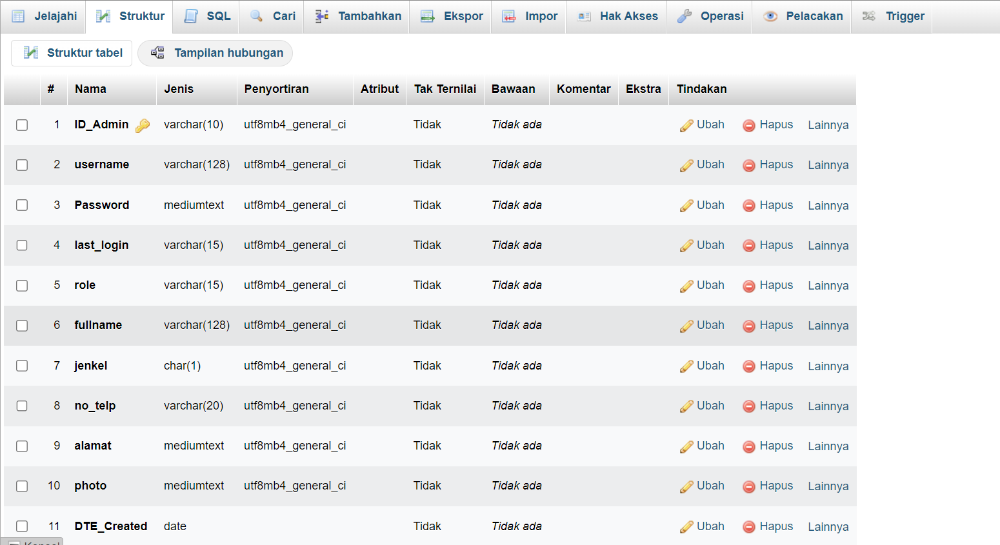 Jelajahi Struktur SQL Cari Tambahkan Ekspor Impor Hak Akses Operasi Pelacakan Trigger
Struktur tabel Tampilan hubungan
# Nama Jenis Penyortiran Atribut Tak Ternilai Bawaan Komentar Ekstra Tindakan
1 ID_Admin varchar(10) utf8mb4_general_ci Tidak Tidak ada Ubah Hapus Lainnya
2 username varchar(128) utf8mb4_general_ci Tidak Tidak ada Ubah Hapus Lainnya
3 Password mediumtext utf8mb4_general_ci Tidak Tidak ada Ubah Hapus Lainnya
4 last_login varchar(15) utf8mb4_general_ci Tidak Tidak ada Ubah Hapus Lainnya
5 role varchar(15) utf8mb4_general_ci Tidak Tidak ada Ubah Hapus Lainnya
6 fullname varchar(128) utf8mb4_general_ci Tidak Tidak ada Ubah Hapus Lainnya
7 jenkel char(1) utf8mb4_general_ci Tidak Tidak ada Ubah Hapus Lainnya
8 no_telp varchar(20) utf8mb4_general_ci Tidak Tidak ada Ubah Hapus Lainnya
9 alamat mediumtext utf8mb4_general_ci Tidak Tidak ada Ubah Hapus Lainnya
10 photo mediumtext utf8mb4_general_ci Tidak Tidak ada Ubah Hapus Lainnya
11 DTE_Created date Tidak Tidak ada Ubah Hapus Lainnya